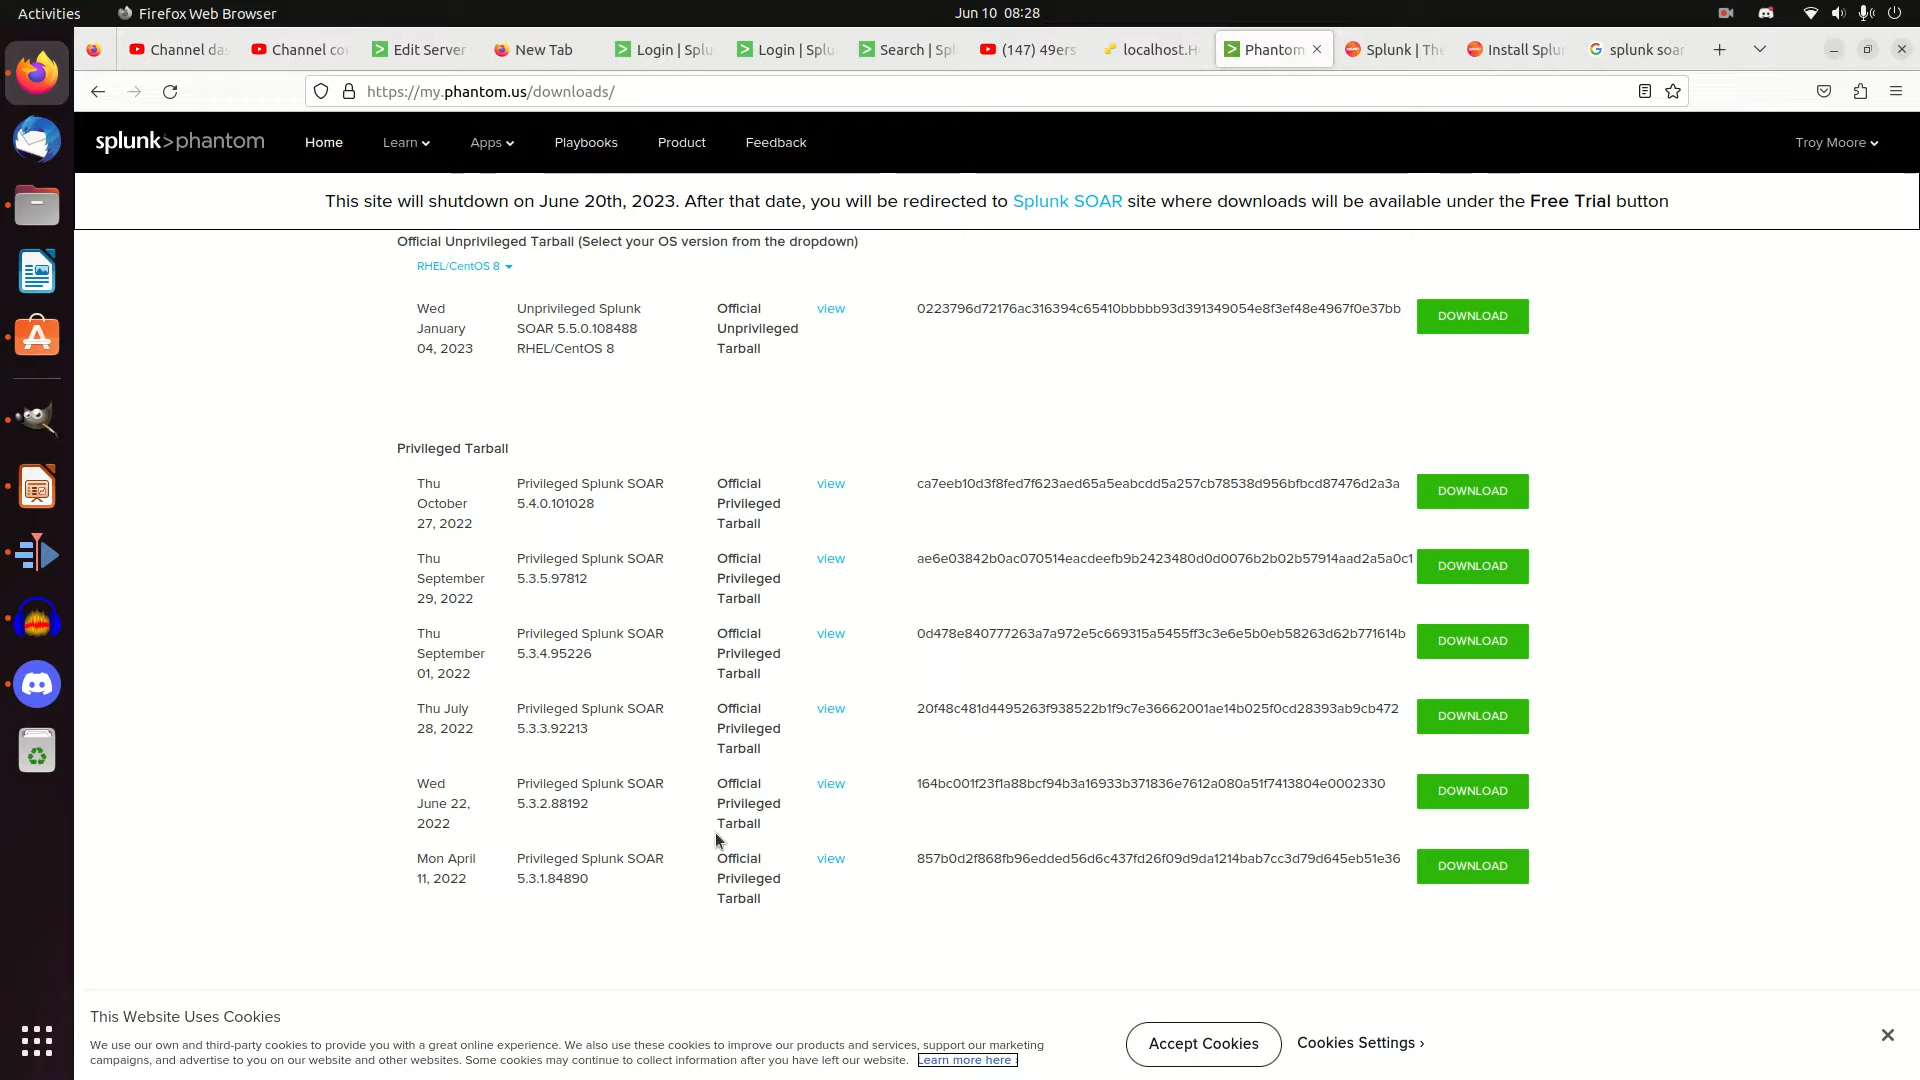 Activities
Firefox Web Browser
Jun 10 08:28
Channel da
Channel co
Edit Server
New Tab
Login | Splu
Login | Splu
Search | Spl
(147) 49ers
localhost.H
Phantom
Splunk | The
Install Splu
splunk soar
https://my.phantom.us/downloads/
splunk>phantom
Home
Learn
Apps
Playbooks
Product
Feedback
Troy Moore
This site will shutdown on June 20th, 2023. After that date, you will be redirected to Splunk SOAR site where downloads will be available under the Free Trial button
Official Unprivileged Tarball (Select your OS version from the dropdown)
RHEL/CentOS 8
Wed January 04, 2023
Unprivileged Splunk SOAR 5.5.0.108488 RHEL/CentOS 8
Official Unprivileged Tarball
view
0223796d72176ac316394c65410bbbbb93d391349054e8f3ef48e4967f0e37bb
DOWNLOAD
Privileged Tarball
Thu October 27, 2022
Privileged Splunk SOAR 5.4.0.101028
Official Privileged Tarball
view
ca7eeb10d3f8fed7f623aed65a5eabcdd5a257cb78538d956bfbcd87476d2a3a
DOWNLOAD
Thu September 29, 2022
Privileged Splunk SOAR 5.3.5.97812
Official Privileged Tarball
view
ae6e03842b0ac070514eacdeefb9b2423480d0d0076b2b02b57914aad2a5a0c1
DOWNLOAD
Thu September 01, 2022
Privileged Splunk SOAR 5.3.4.95226
Official Privileged Tarball
view
0d478e840777263a7a972e5c669315a5455ff3c3e6e5b0eb58263d62b771614b
DOWNLOAD
Thu July 28, 2022
Privileged Splunk SOAR 5.3.3.92213
Official Privileged Tarball
view
20f48c481d4495263f938522b1f9c7e36662001ae14b025f0cd28393ab9cb472
DOWNLOAD
Wed June 22, 2022
Privileged Splunk SOAR 5.3.2.88192
Official Privileged Tarball
view
164bc001f23f1a88bcf94b3a16933b371836e7612a080a51f7413804e0002330
DOWNLOAD
Mon April 11, 2022
Privileged Splunk SOAR 5.3.1.84890
Official Privileged Tarball
view
857b0d2f868fb96edded56d6c437fd26f09d9da1214bab7cc3d79d645eb51e36
DOWNLOAD
This Website Uses Cookies
We use our own and third-party cookies to provide you with a great online experience. We also use these cookies to improve our products and services, support our marketing
campaigns, and advertise to you on our website and other websites. Some cookies may continue to collect information after you have left our website. Learn more here ›
Accept Cookies
Cookies Settings ›